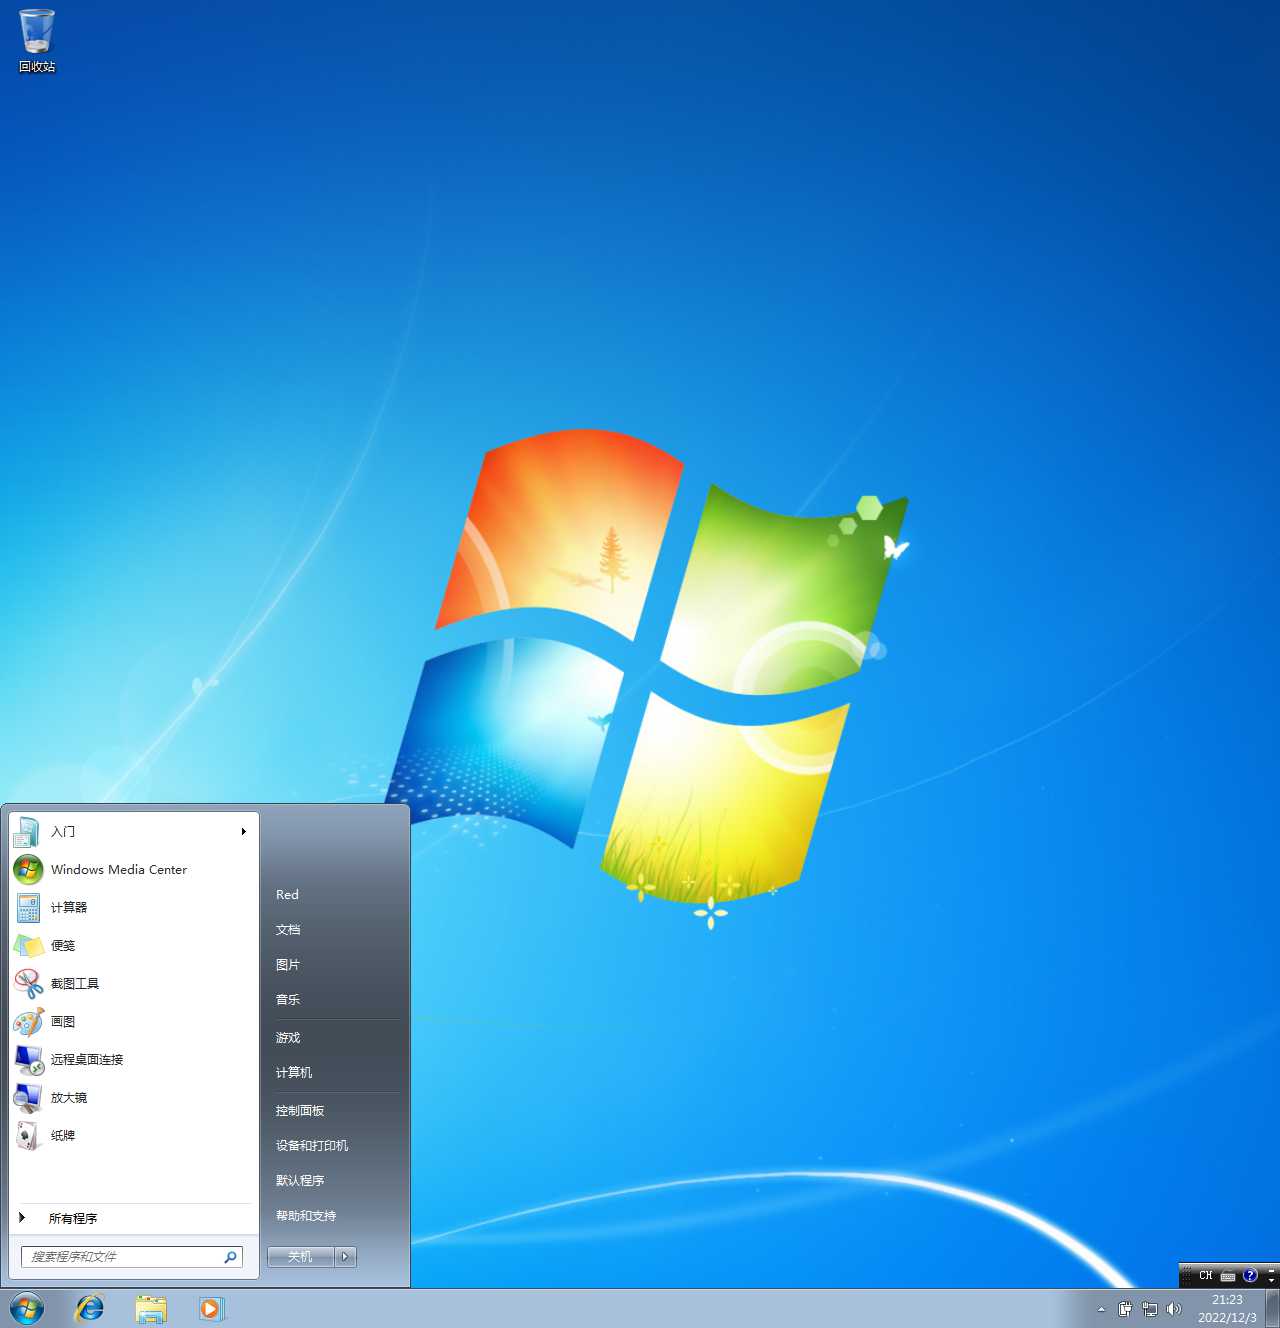 回收站
入门
Windows Media Center
计算器
便笺
截图工具
画图
远程桌面连接
放大镜
纸牌
所有程序
搜索程序和文件
Red
文档
图片
音乐
游戏
计算机
控制面板
设备和打印机
默认程序
帮助和支持
关机
CH
21:23
2022/12/3